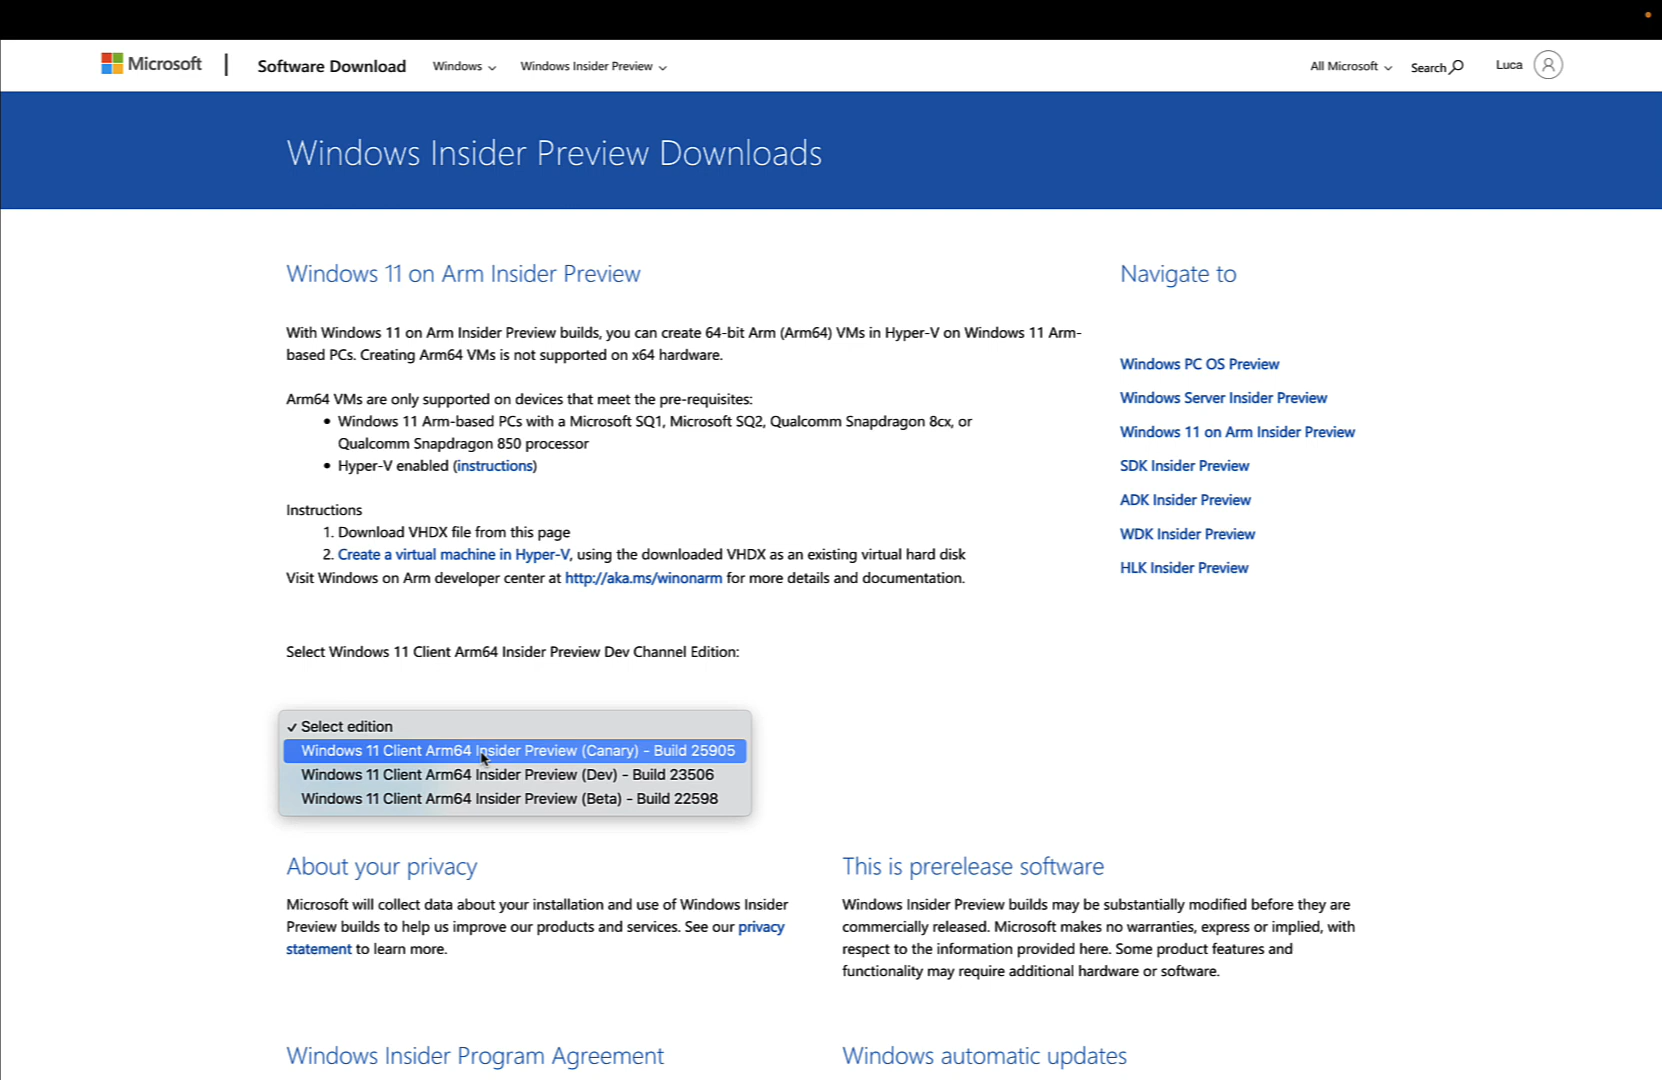 Microsoft
Software Download
Windows
Windows Insider Preview
All Microsoft
Search
Luca
Windows Insider Preview Downloads
Windows 11 on Arm Insider Preview
With Windows 11 on Arm Insider Preview builds, you can create 64-bit Arm (Arm64) VMs in Hyper-V on Windows 11 Arm-
based PCs. Creating Arm64 VMs is not supported on x64 hardware.
Arm64 VMs are only supported on devices that meet the pre-requisites:
• Windows 11 Arm-based PCs with a Microsoft SQ1, Microsoft SQ2, Qualcomm Snapdragon 8cx, or
Qualcomm Snapdragon 850 processor
• Hyper-V enabled (instructions)
Instructions
1. Download VHDX file from this page
2. Create a virtual machine in Hyper-V, using the downloaded VHDX as an existing virtual hard disk
Visit Windows on Arm developer center at http://aka.ms/winonarm for more details and documentation.
Select Windows 11 Client Arm64 Insider Preview Dev Channel Edition:
✓ Select edition
Windows 11 Client Arm64 Insider Preview (Canary) - Build 25905
Windows 11 Client Arm64 Insider Preview (Dev) - Build 23506
Windows 11 Client Arm64 Insider Preview (Beta) - Build 22598
Navigate to
Windows PC OS Preview
Windows Server Insider Preview
Windows 11 on Arm Insider Preview
SDK Insider Preview
ADK Insider Preview
WDK Insider Preview
HLK Insider Preview
About your privacy
Microsoft will collect data about your installation and use of Windows Insider
Preview builds to help us improve our products and services. See our privacy
statement to learn more.
This is prerelease software
Windows Insider Preview builds may be substantially modified before they are
commercially released. Microsoft makes no warranties, express or implied, with
respect to the information provided here. Some product features and
functionality may require additional hardware or software.
Windows Insider Program Agreement
Windows automatic updates